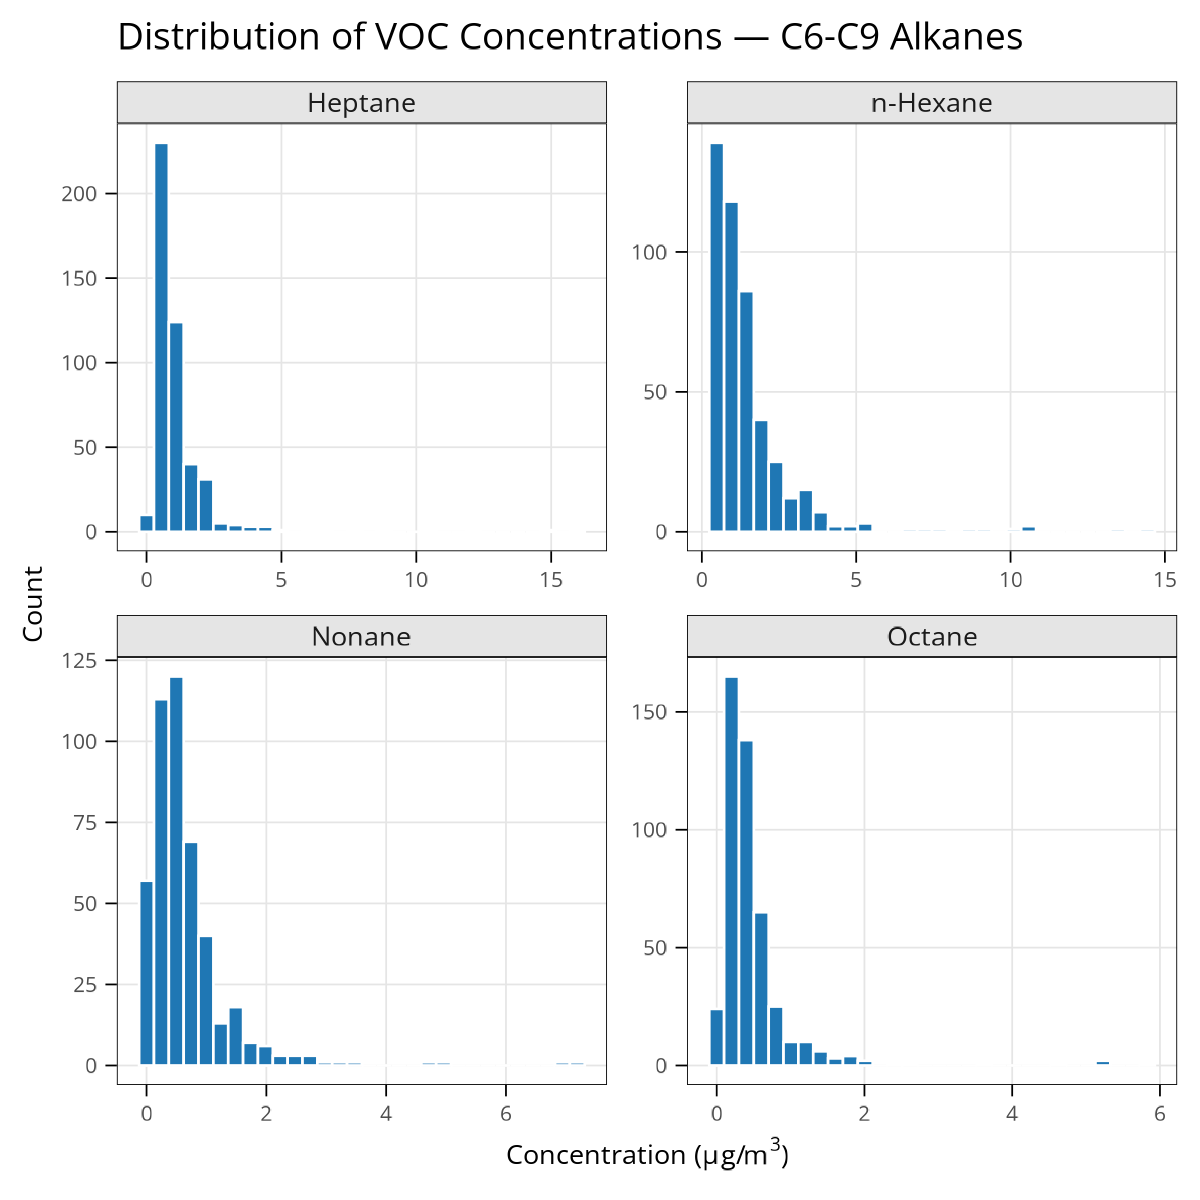 Distribution of VOC Concentrations — C6-C9 Alkanes
Heptane
n-Hexane
200
150
100
50
0
100
50
0
0 5 10 15
0 5 10 15
Count
Nonane
Octane
125
100
75
50
25
0
150
100
50
0
0 2 4 6
0 2 4 6
Concentration (µg/m³)